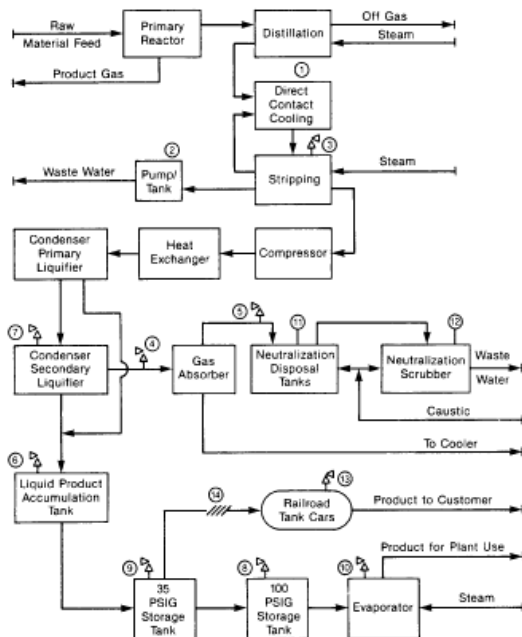 Raw
Material Feed
Primary
Reactor
Distillation
Off Gas
Steam
Product Gas
1
Direct
Contact
Cooling
2
3
Waste Water
Pump/
Tank
Stripping
Steam
Condenser
Primary
Liquifier
Heat
Exchanger
Compressor
7
4
5
11
12
Condenser
Secondary
Liquifier
Gas
Absorber
Neutralization
Disposal
Tanks
Neutralization
Scrubber
Waste
Water
Caustic
To Cooler
6
Liquid Product
Accumulation
Tank
14
13
Railroad
Tank Cars
Product to Customer
Product for Plant Use
9
8
10
35
PSIG
Storage
Tank
100
PSIG
Storage
Tank
Evaporator
Steam